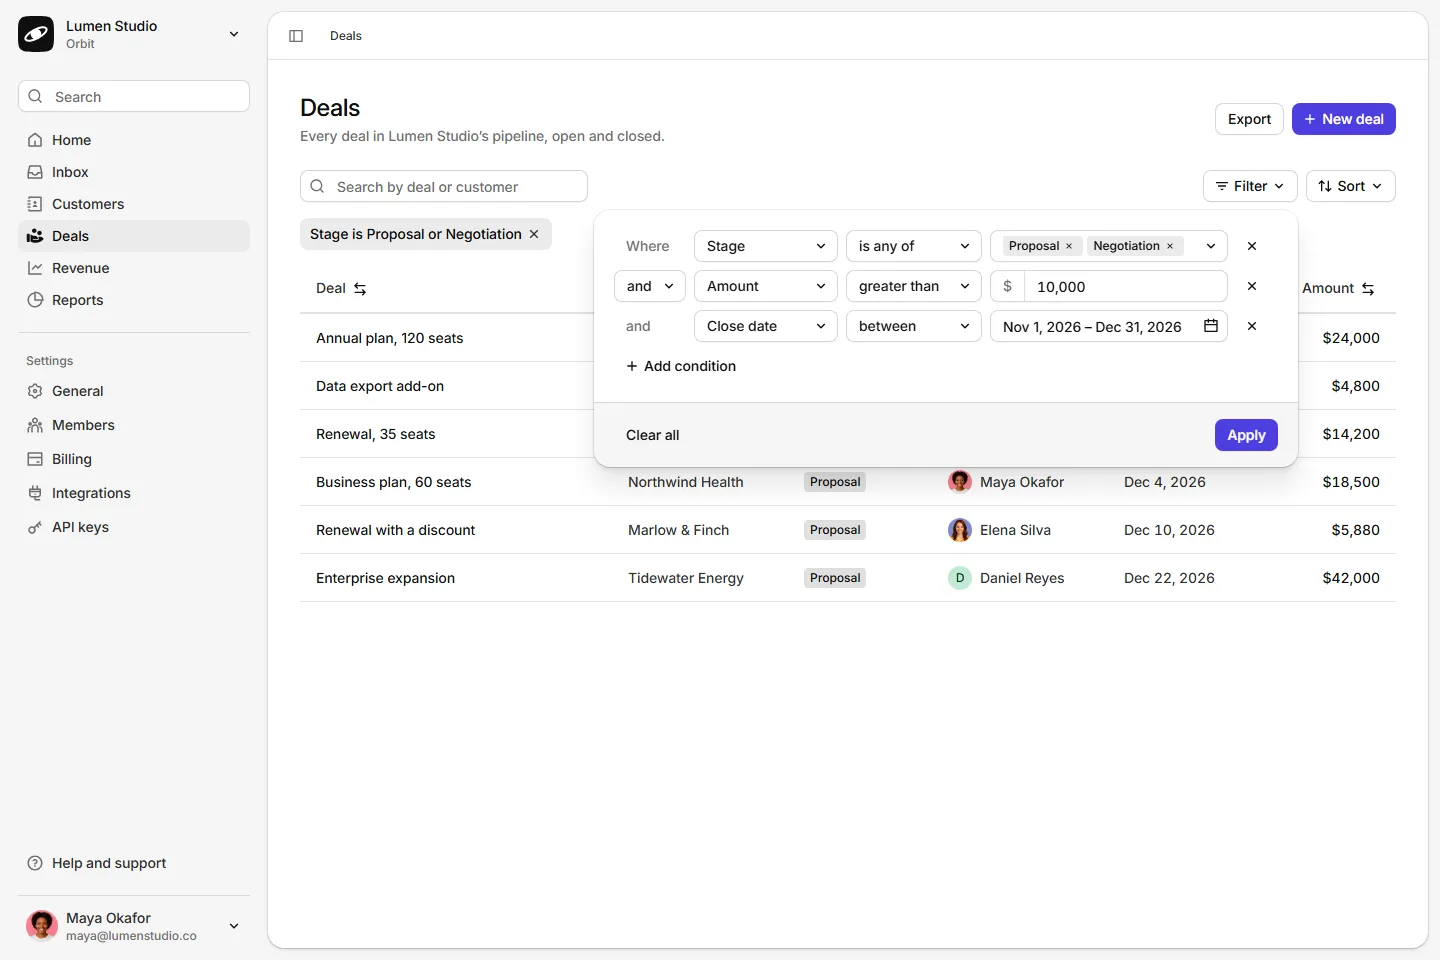 Lumen Studio
Orbit
Search
Home
Inbox
Customers
Deals
Revenue
Reports
Settings
General
Members
Billing
Integrations
API keys
Help and support
Maya Okafor
maya@lumenstudio.co
Deals
Deals
Every deal in Lumen Studio's pipeline, open and closed.
Export
+ New deal
Search by deal or customer
Filter
Sort
Stage is Proposal or Negotiation ×
Where Stage is any of Proposal × Negotiation × ×
and Amount greater than $ 10,000 ×
and Close date between Nov 1, 2026 – Dec 31, 2026 ×
+ Add condition
Clear all
Apply
Deal Amount
Annual plan, 120 seats $24,000
Data export add-on $4,800
Renewal, 35 seats $14,200
Business plan, 60 seats Northwind Health Proposal Maya Okafor Dec 4, 2026 $18,500
Renewal with a discount Marlow & Finch Proposal Elena Silva Dec 10, 2026 $5,880
Enterprise expansion Tidewater Energy Proposal D Daniel Reyes Dec 22, 2026 $42,000